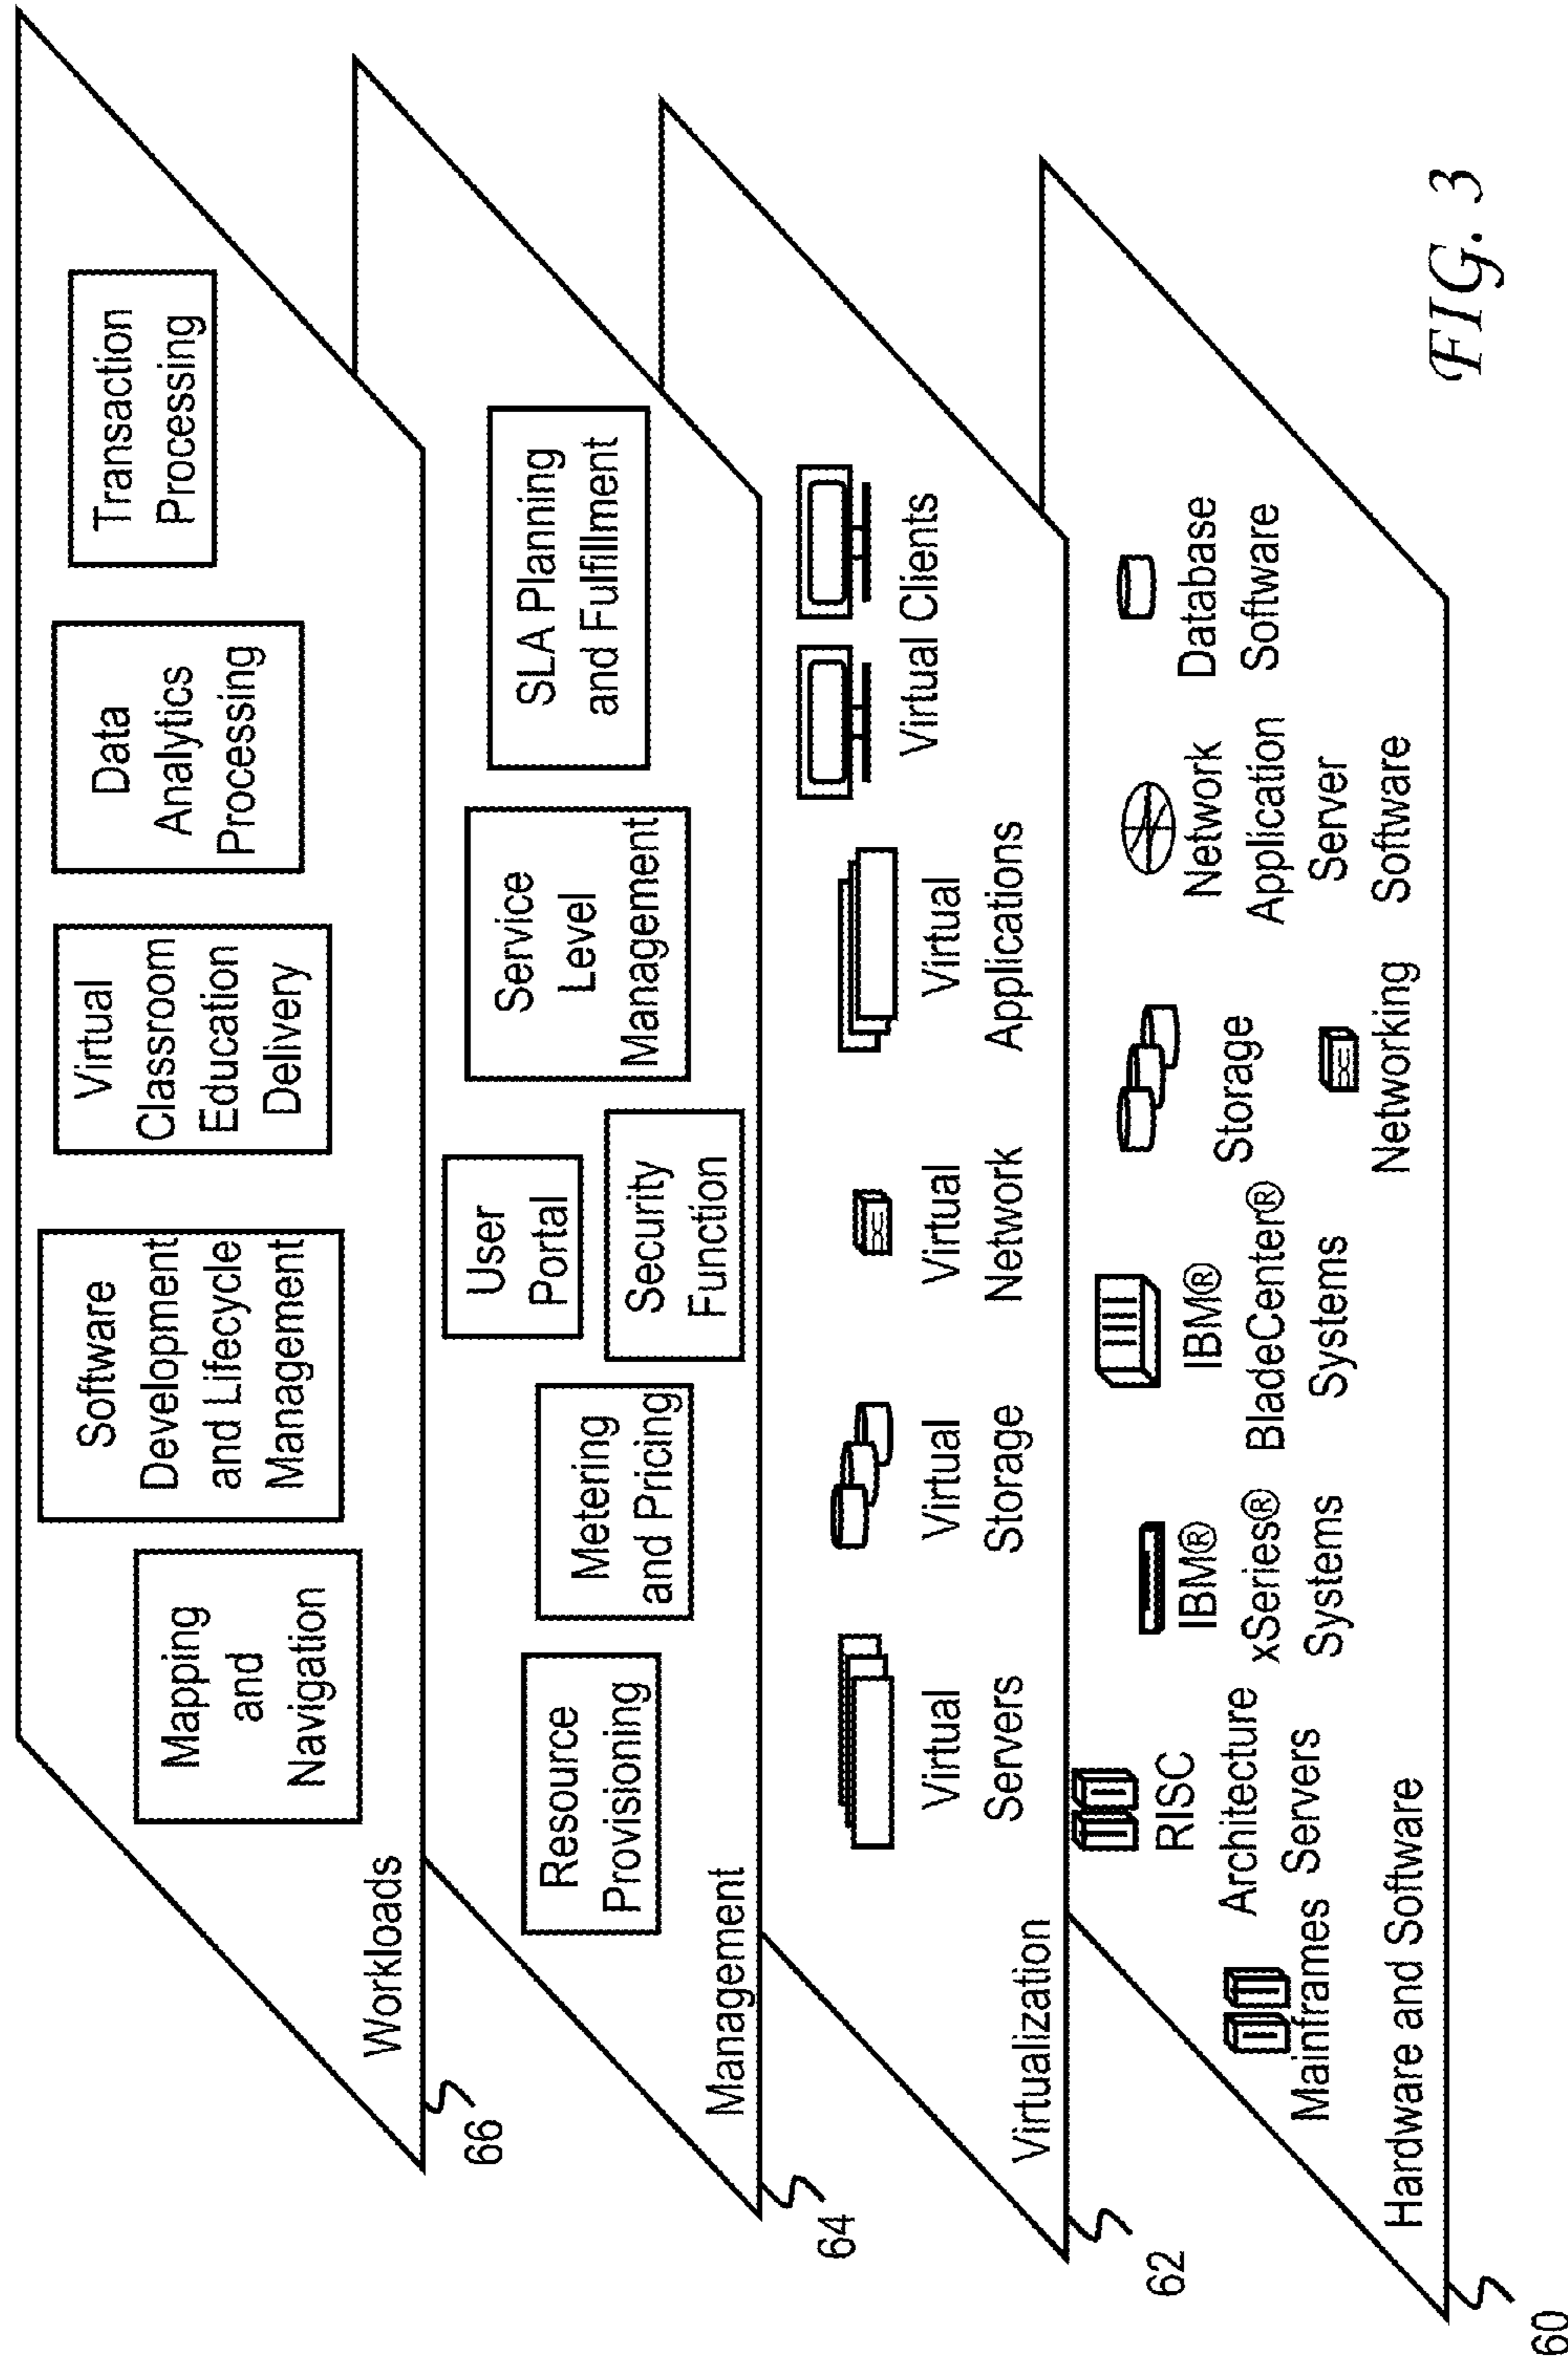 Mapping
and
Navigation
Software
Development
and Lifecycle
Management
Virtual
Classroom
Education
Delivery
Data
Analytics
Processing
Transaction
Processing
Workloads
66
Resource
Provisioning
Metering
and Pricing
User
Portal
Security
Function
Service
Level
Management
SLA Planning
and Fulfillment
Management
64
Virtual
Servers
Virtual
Storage
Virtual
Network
Virtual
Applications
Virtual Clients
Virtualization
62
Mainframes
RISC
Architecture
Servers
IBM®
xSeries®
Systems
IBM®
BladeCenter®
Systems
Storage
Networking
Network
Application
Server
Software
Database
Software
Hardware and Software
60
FIG. 3